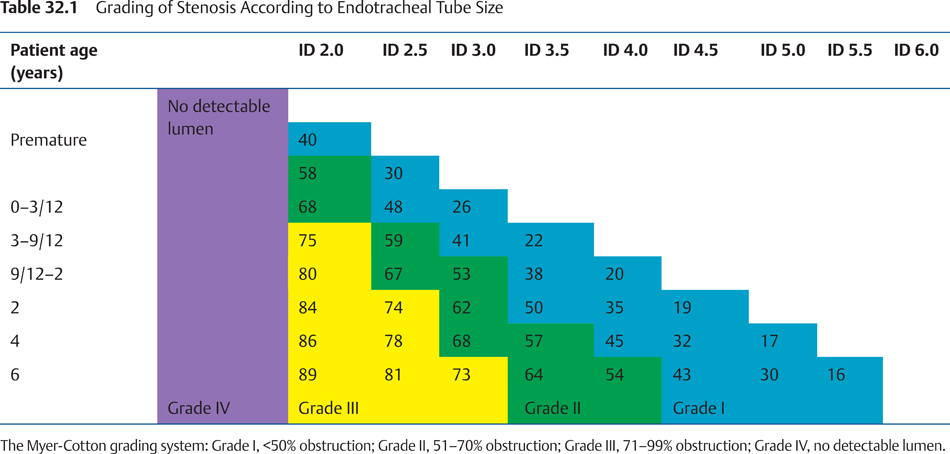 Table 32.1 Grading of Stenosis According to Endotracheal Tube Size
Patient age ID 2.0 ID 2.5 ID 3.0 ID 3.5 ID 4.0 ID 4.5 ID 5.0 ID 5.5 ID 6.0
(years)
No detectable
lumen
Premature 40
58 30
0–3/12 68 48 26
3–9/12 75 59 41 22
9/12–2 80 67 53 38 20
2 84 74 62 50 35 19
4 86 78 68 57 45 32 17
6 89 81 73 64 54 43 30 16
Grade IV Grade III Grade II Grade I
The Myer-Cotton grading system: Grade I, <50% obstruction; Grade II, 51–70% obstruction; Grade III, 71–99% obstruction; Grade IV, no detectable lumen.